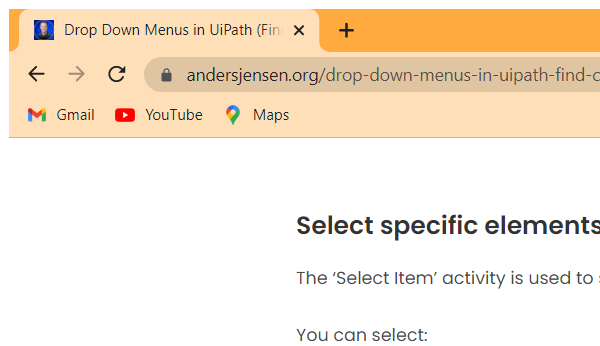 Drop Down Menus in UiPath (Find
andersjensen.org/drop-down-menus-in-uipath-find-c
Gmail YouTube Maps
Select specific elements
The ‘Select Item’ activity is used to s
You can select: